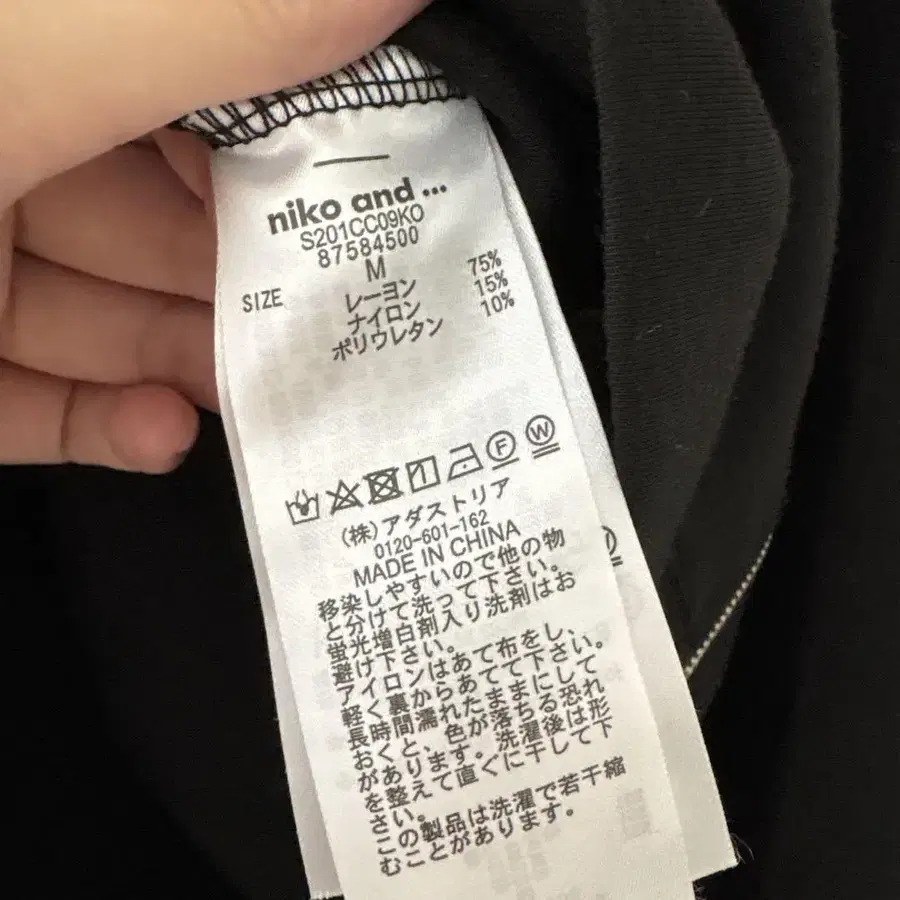 niko and ...
S201CC09KO
87584500
SIZE M
レーヨン 75%
ナイロン 15%
ポリウレタン 10%
F W
(株)アダストリア
0120-601-162
MADE IN CHINA
移染しやすいので他の物
と分けて洗って下さい。
蛍光増白剤入り洗剤はお
避け下さい。
アイロンはあて布をし、
軽く裏からあてて下さい。
長時間濡れたままにして
おくと、色が落ちる恐れ
があります。洗濯後は形
を整えて直ぐに干して下
さい。
この製品は洗濯で若干縮
むことがあります。